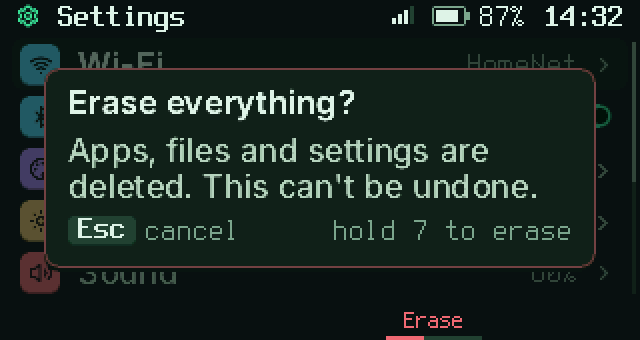 Settings 87% 14:32
Wi-Fi HomeNet
Erase everything?
Apps, files and settings are
deleted. This can't be undone.
Esc cancel hold 7 to erase
Sound
Erase